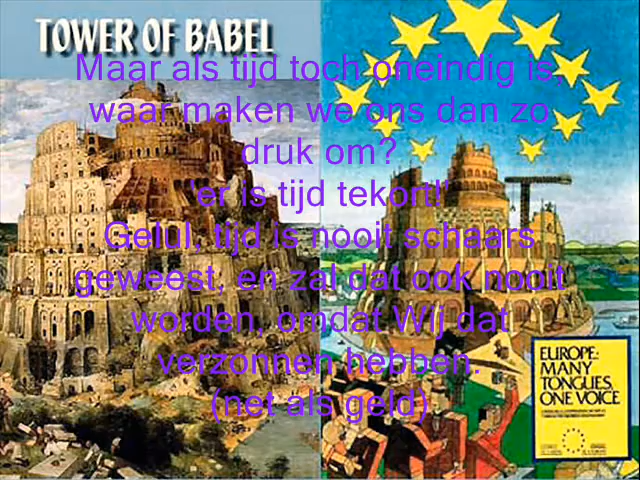 TOWER OF BABEL
Maar als tijd toch oneindig is,
waar maken we ons dan zo
druk om?
'er is tijd tekort!'
Gelul, tijd is nooit schaars
geweest, en zal dat ook nooit
worden, omdat Wij dat
verzonnen hebben.
(net als geld)
EUROPE:
MANY
TONGUES,
ONE VOICE